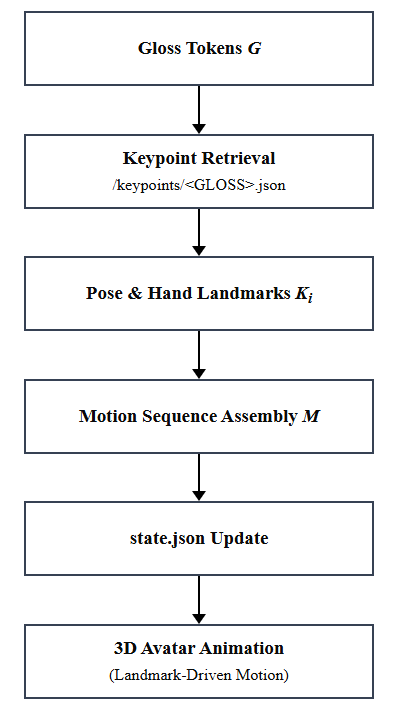 Gloss Tokens G
Keypoint Retrieval
/keypoints/<GLOSS>.json
Pose & Hand Landmarks Kᵢ
Motion Sequence Assembly M
state.json Update
3D Avatar Animation
(Landmark-Driven Motion)